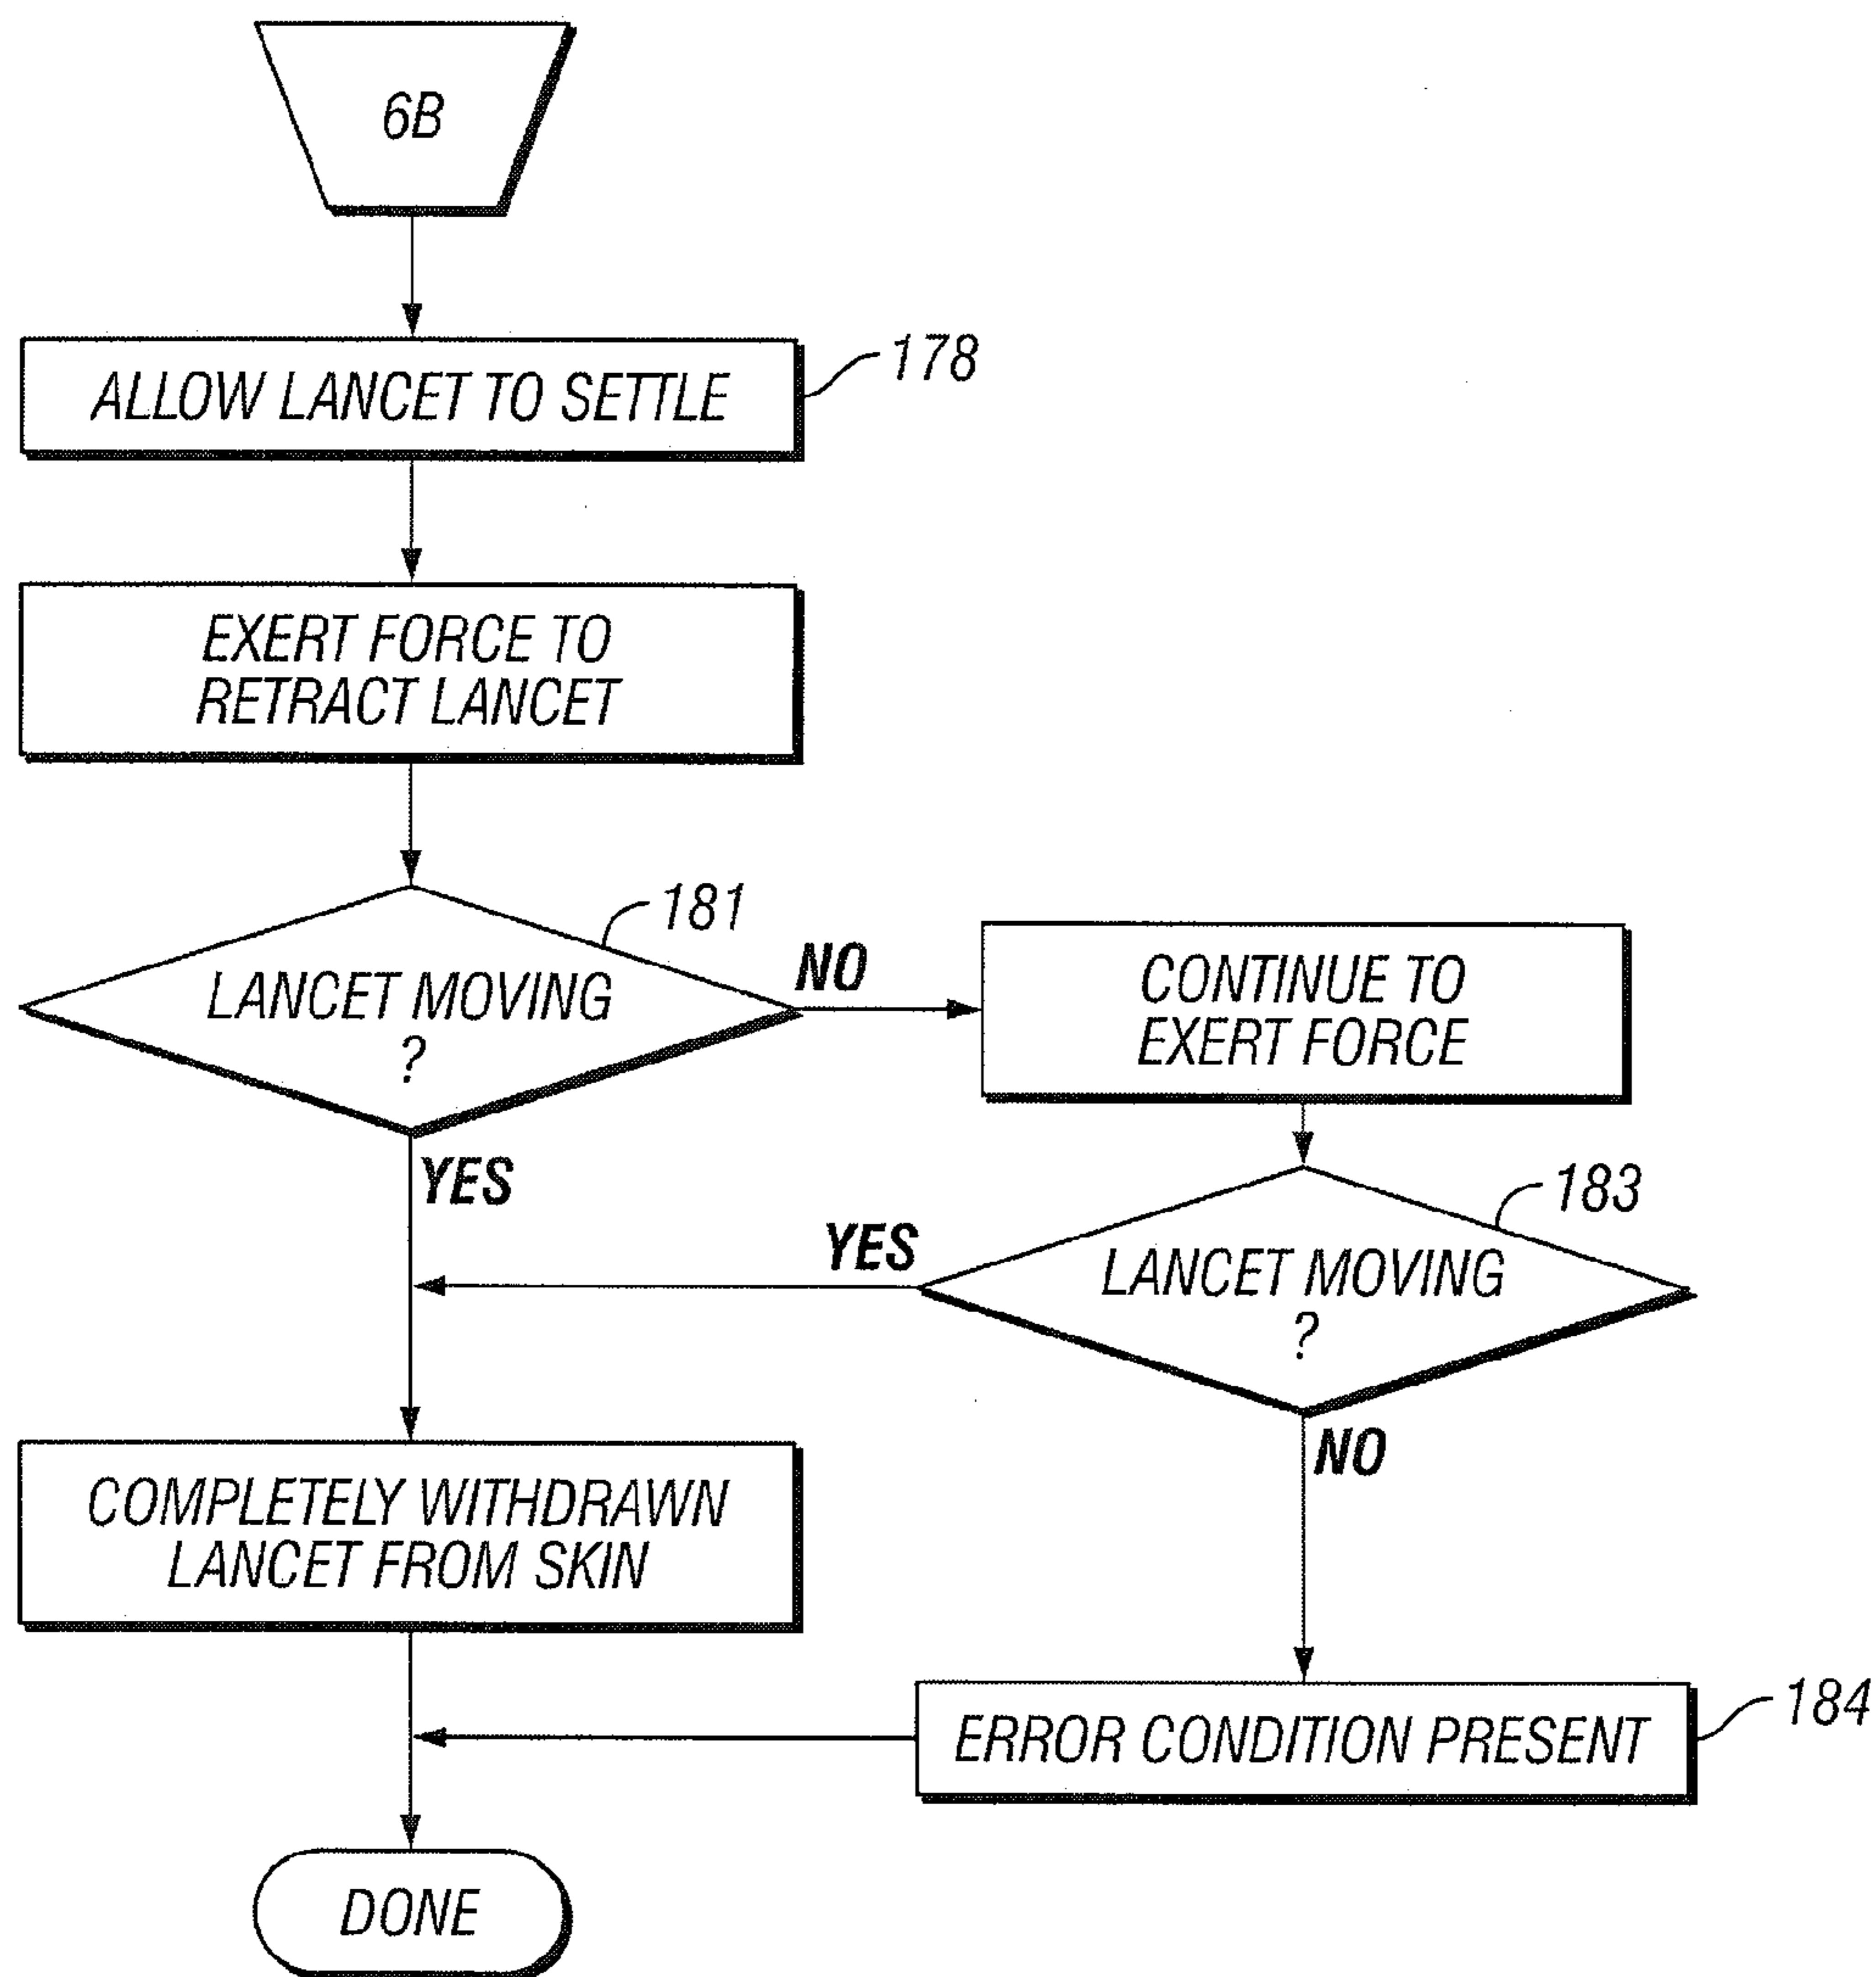 6B
ALLOW LANCET TO SETTLE
178
EXERT FORCE TO
RETRACT LANCET
181
LANCET MOVING
?
NO
CONTINUE TO
EXERT FORCE
YES
183
YES
LANCET MOVING
?
NO
COMPLETELY WITHDRAWN
LANCET FROM SKIN
184
ERROR CONDITION PRESENT
DONE